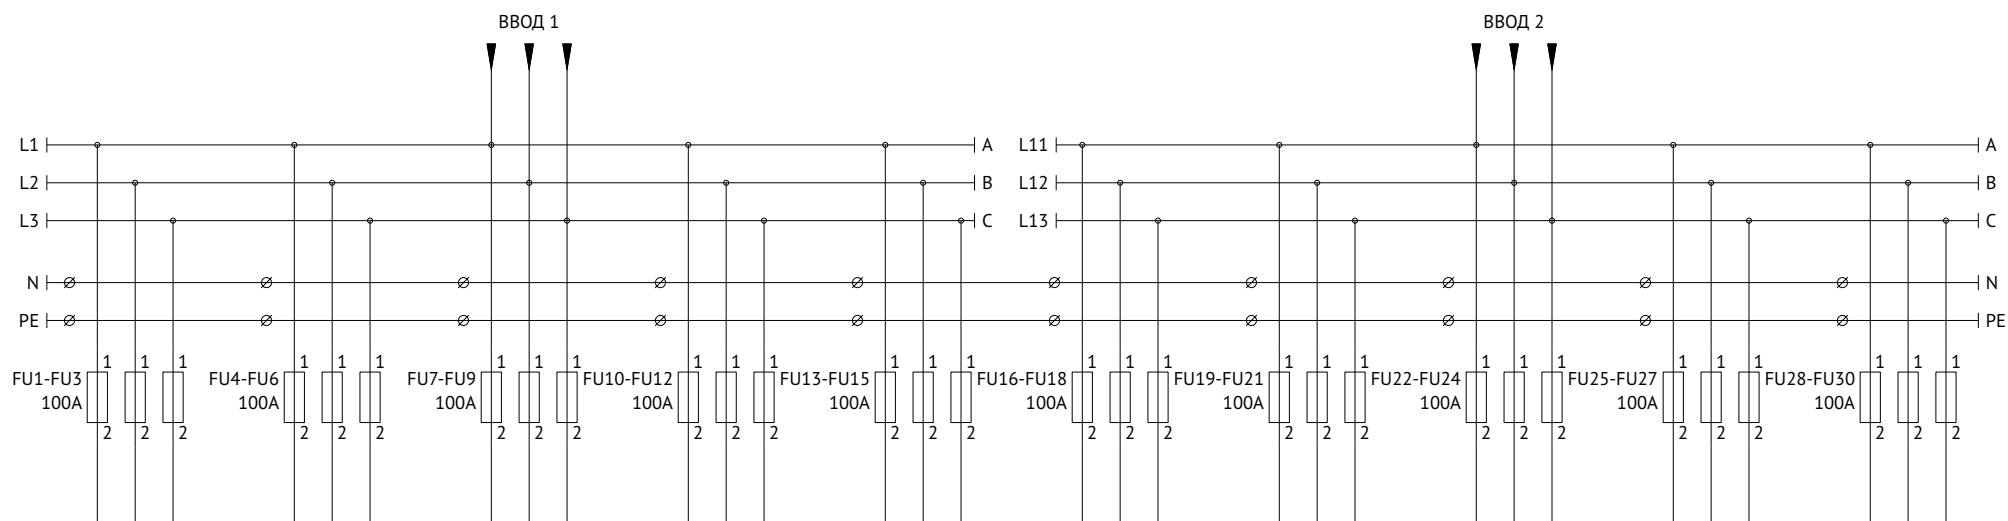 ВВОД 1 ВВОД 2
L1 A L11 A
L2 B L12 B
L3 C L13 C
N N
PE PE
1 1 1 1 1 1 1 1 1 1 1 1 1 1 1 1 1 1 1 1 1 1 1 1 1 1 1 1 1 1
FU1-FU3 FU4-FU6 FU7-FU9 FU10-FU12 FU13-FU15 FU16-FU18 FU19-FU21 FU22-FU24 FU25-FU27 FU28-FU30
100A 100A 100A 100A 100A 100A 100A 100A 100A 100A
2 2 2 2 2 2 2 2 2 2 2 2 2 2 2 2 2 2 2 2 2 2 2 2 2 2 2 2 2 2